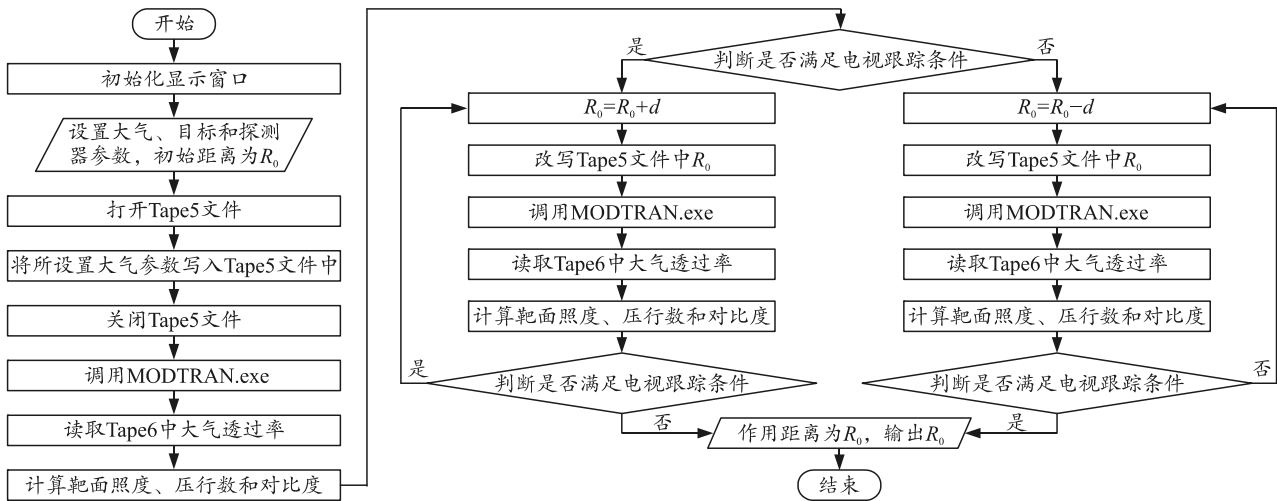 开始
初始化显示窗口
设置大气、目标和探测
器参数，初始距离为R₀
打开Tape5文件
将所设置大气参数写入Tape5文件中
关闭Tape5文件
调用MODTRAN.exe
读取Tape6中大气透过率
计算靶面照度、压行数和对比度
判断是否满足电视跟踪条件
是
否
R₀=R₀+d
改写Tape5文件中R₀
调用MODTRAN.exe
读取Tape6中大气透过率
计算靶面照度、压行数和对比度
判断是否满足电视跟踪条件
是
否
R₀=R₀−d
改写Tape5文件中R₀
调用MODTRAN.exe
读取Tape6中大气透过率
计算靶面照度、压行数和对比度
判断是否满足电视跟踪条件
否
是
作用距离为R₀，输出R₀
结束